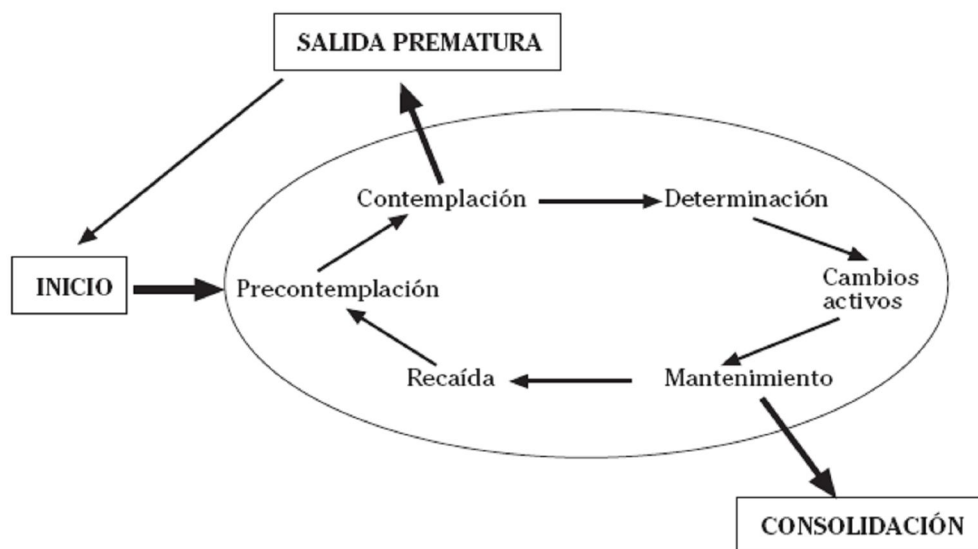 SALIDA PREMATURA
Contemplación
Determinación
INICIO
Precontemplación
Cambios
activos
Recaída
Mantenimiento
CONSOLIDACIÓN